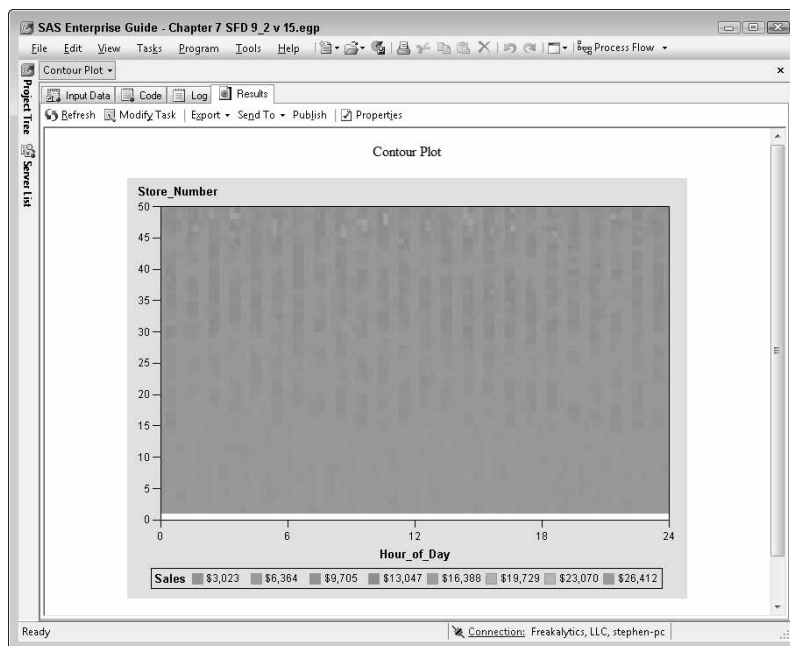 SAS Enterprise Guide - Chapter 7 SFD 9_2 v 15.egp
File Edit View Tasks Program Tools Help Process Flow
Contour Plot
Project Tree
Server List
Input Data Code Log Results
Refresh Modify Task Export Send To Publish Properties
Contour Plot
Store_Number
50
45
40
35
30
25
20
15
10
5
0
0 6 12 18 24
Hour_of_Day
Sales $3,023 $6,364 $9,705 $13,047 $16,388 $19,729 $23,070 $26,412
Ready Connection: Freakalytics, LLC, stephen-pc